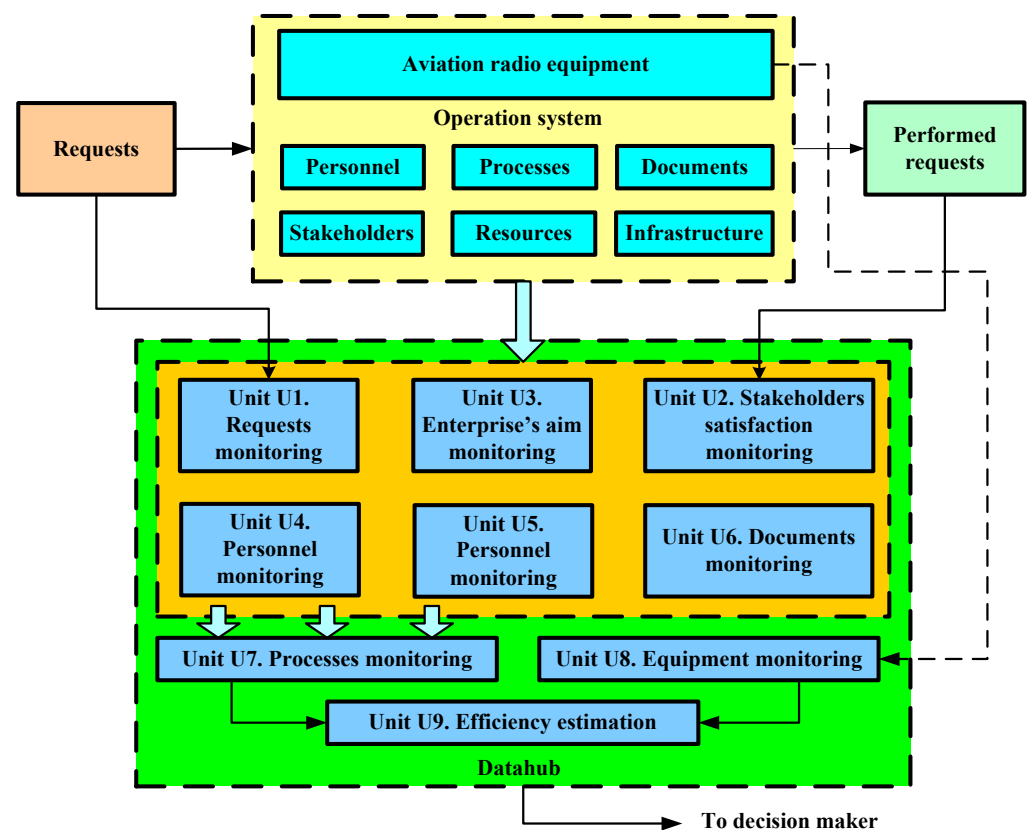 Aviation radio equipment
Operation system
Requests
Performed
requests
Personnel
Processes
Documents
Stakeholders
Resources
Infrastructure
Unit U1.
Requests
monitoring
Unit U3.
Enterprise's aim
monitoring
Unit U2. Stakeholders
satisfaction
monitoring
Unit U4.
Personnel
monitoring
Unit U5.
Personnel
monitoring
Unit U6. Documents
monitoring
Unit U7. Processes monitoring
Unit U8. Equipment monitoring
Unit U9. Efficiency estimation
Datahub
To decision maker